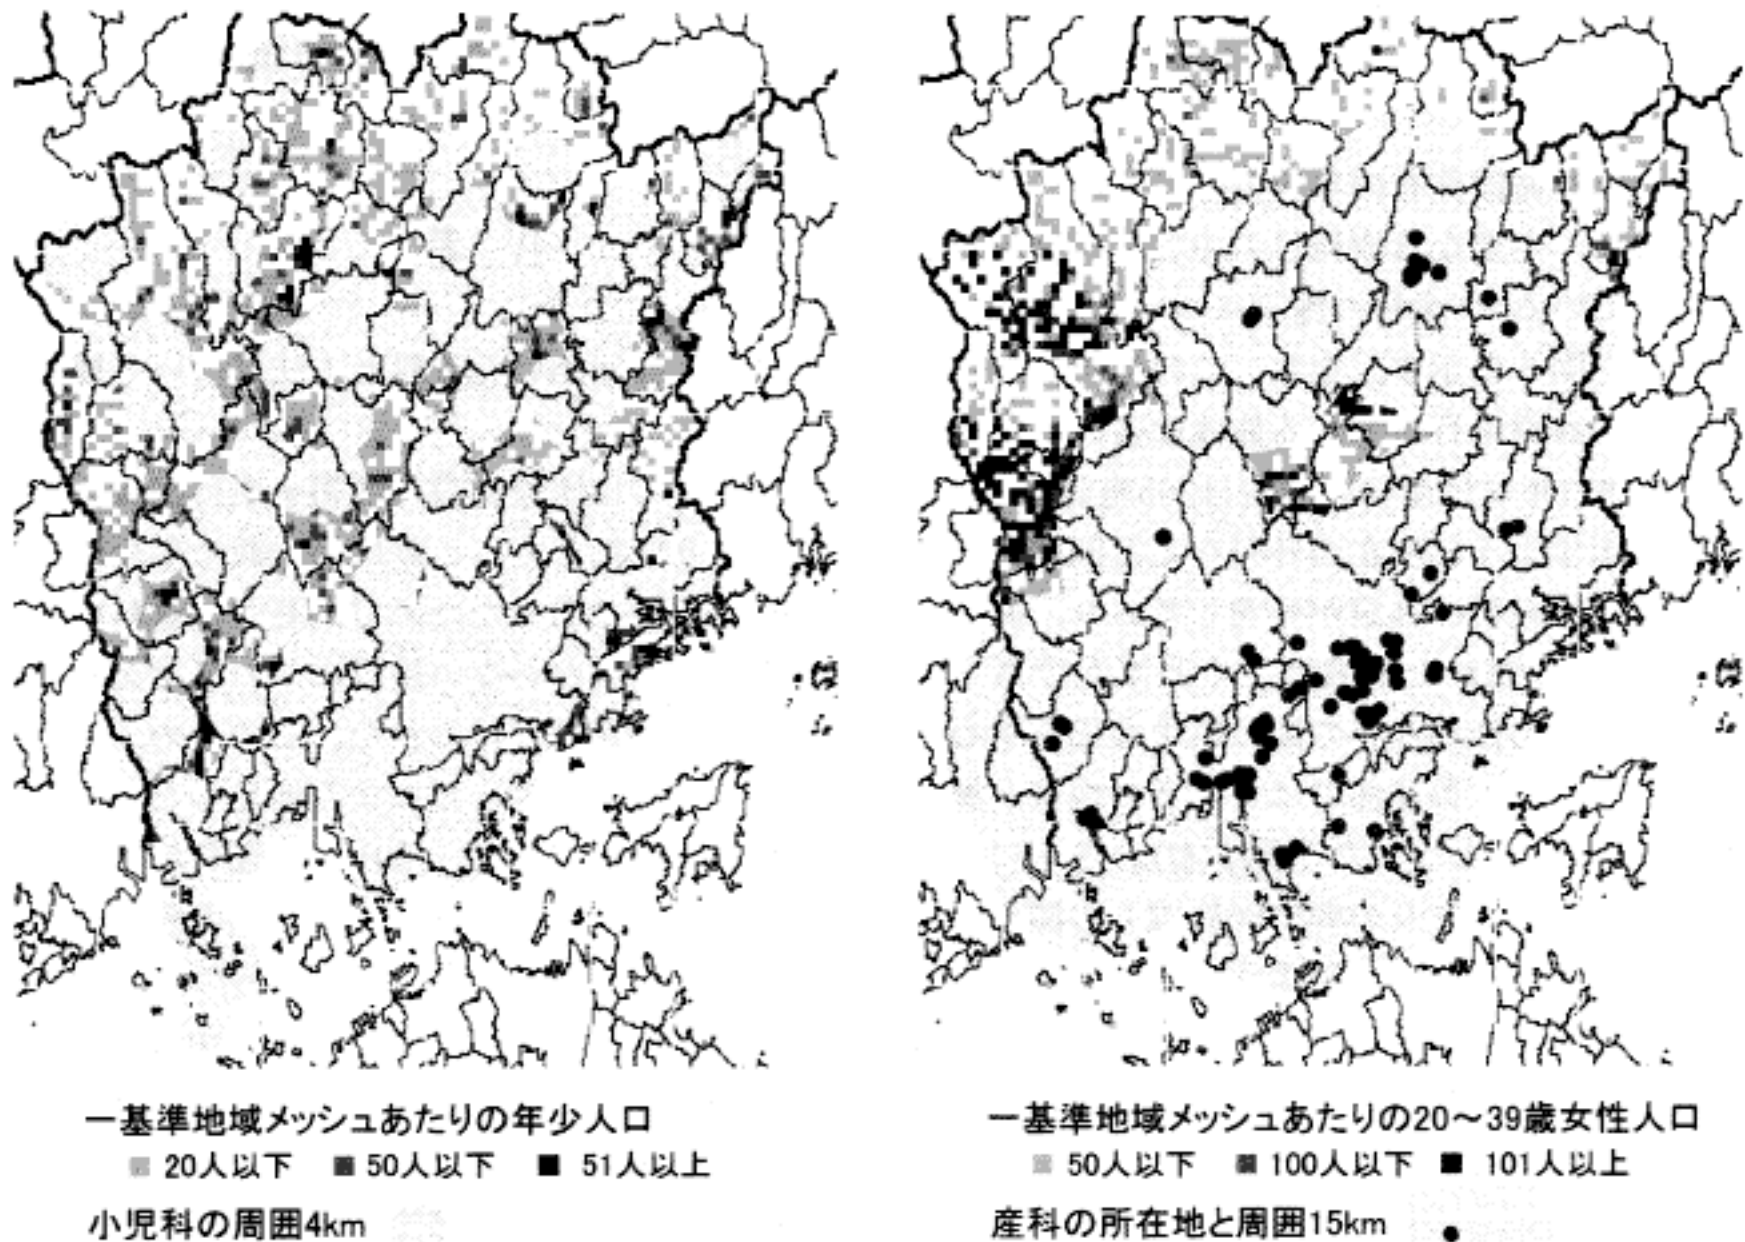 一基準地域メッシュあたりの年少人口
20人以下 50人以下 51人以上
小児科の周囲4km
一基準地域メッシュあたりの20～39歳女性人口
50人以下 100人以下 101人以上
産科の所在地と周囲15km